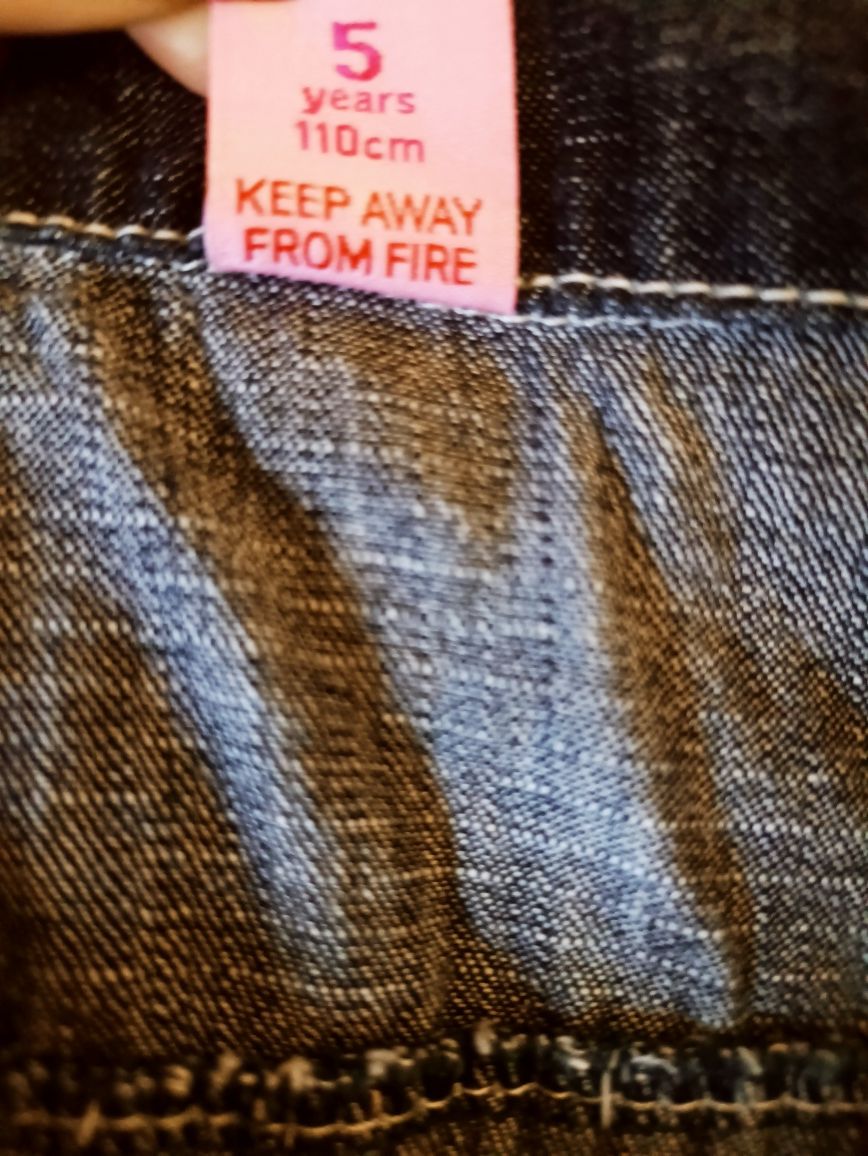 5
years
110cm
KEEP AWAY
FROM FIRE